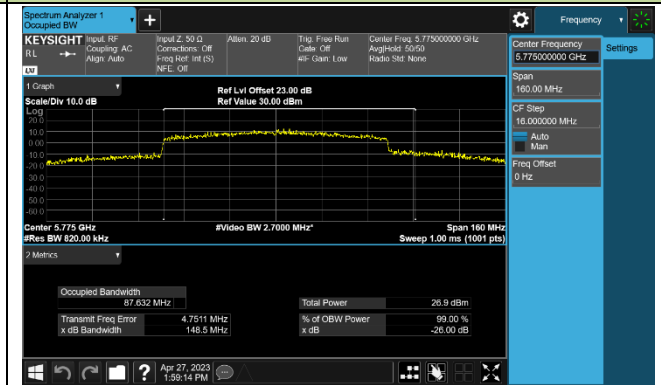 Spectrum Analyzer 1
Occupied BW
+
Frequency
KEYSIGHT
RL
LXI
Input: RF
Coupling: AC
Align: Auto
Input Z: 50 Ω
Corrections: Off
Freq Ref: Int (S)
NFE: Off
Atten: 20 dB
Trig: Free Run
Gate: Off
#IF Gain: Low
Center Freq: 5.775000000 GHz
Avg|Hold: 50/50
Radio Std: None
Center Frequency
5.775000000 GHz
Settings
Span
160.00 MHz
CF Step
16.000000 MHz
Auto
Man
Freq Offset
0 Hz
1 Graph
Scale/Div 10.0 dB
Ref Lvl Offset 23.00 dB
Ref Value 30.00 dBm
Log
20.0
10.0
0.00
-10.0
-20.0
-30.0
-40.0
-50.0
-60.0
Center 5.775 GHz
#Video BW 2.7000 MHz*
Span 160 MHz
#Res BW 820.00 kHz
Sweep 1.00 ms (1001 pts)
2 Metrics
Occupied Bandwidth
87.632 MHz
Total Power 26.9 dBm
Transmit Freq Error 4.7511 MHz
% of OBW Power 99.00 %
x dB Bandwidth 148.5 MHz
x dB -26.00 dB
?
Apr 27, 2023
1:59:14 PM